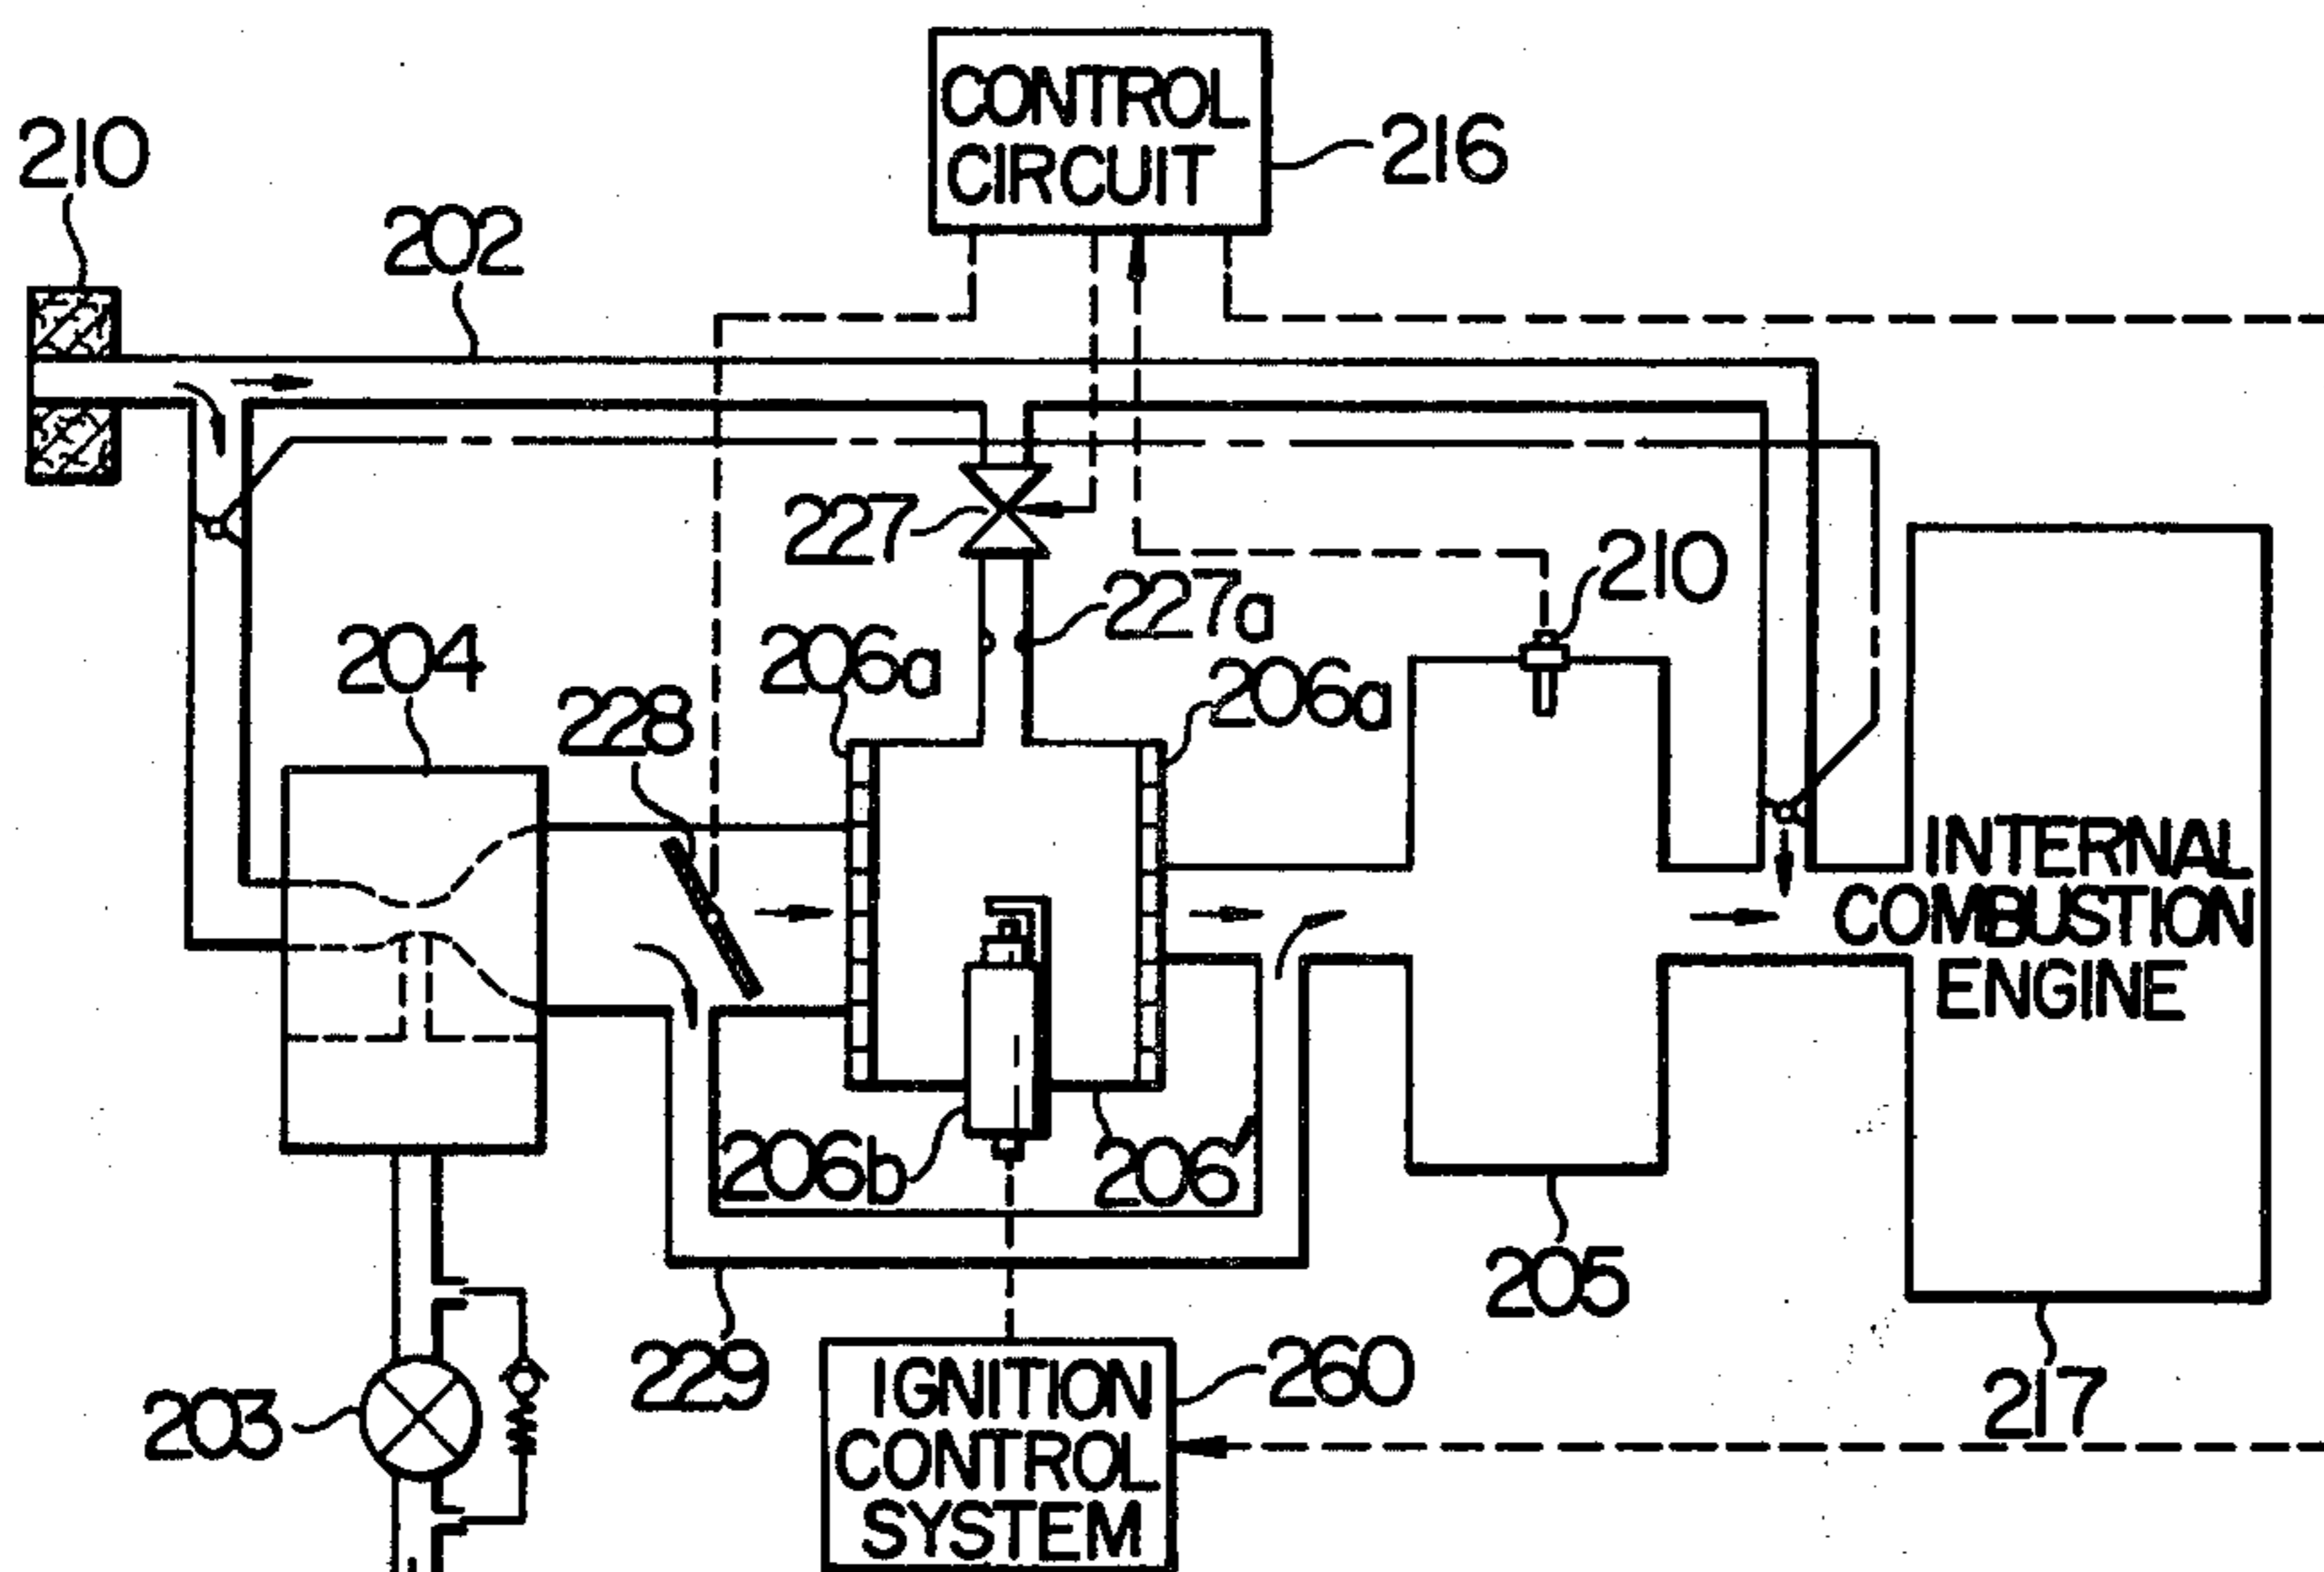 CONTROL
CIRCUIT
216
210
202
227
210
227a
206a
206a
204
228
INTERNAL
COMBUSTION
ENGINE
206b
206
205
229
260
IGNITION
CONTROL
SYSTEM
203
217